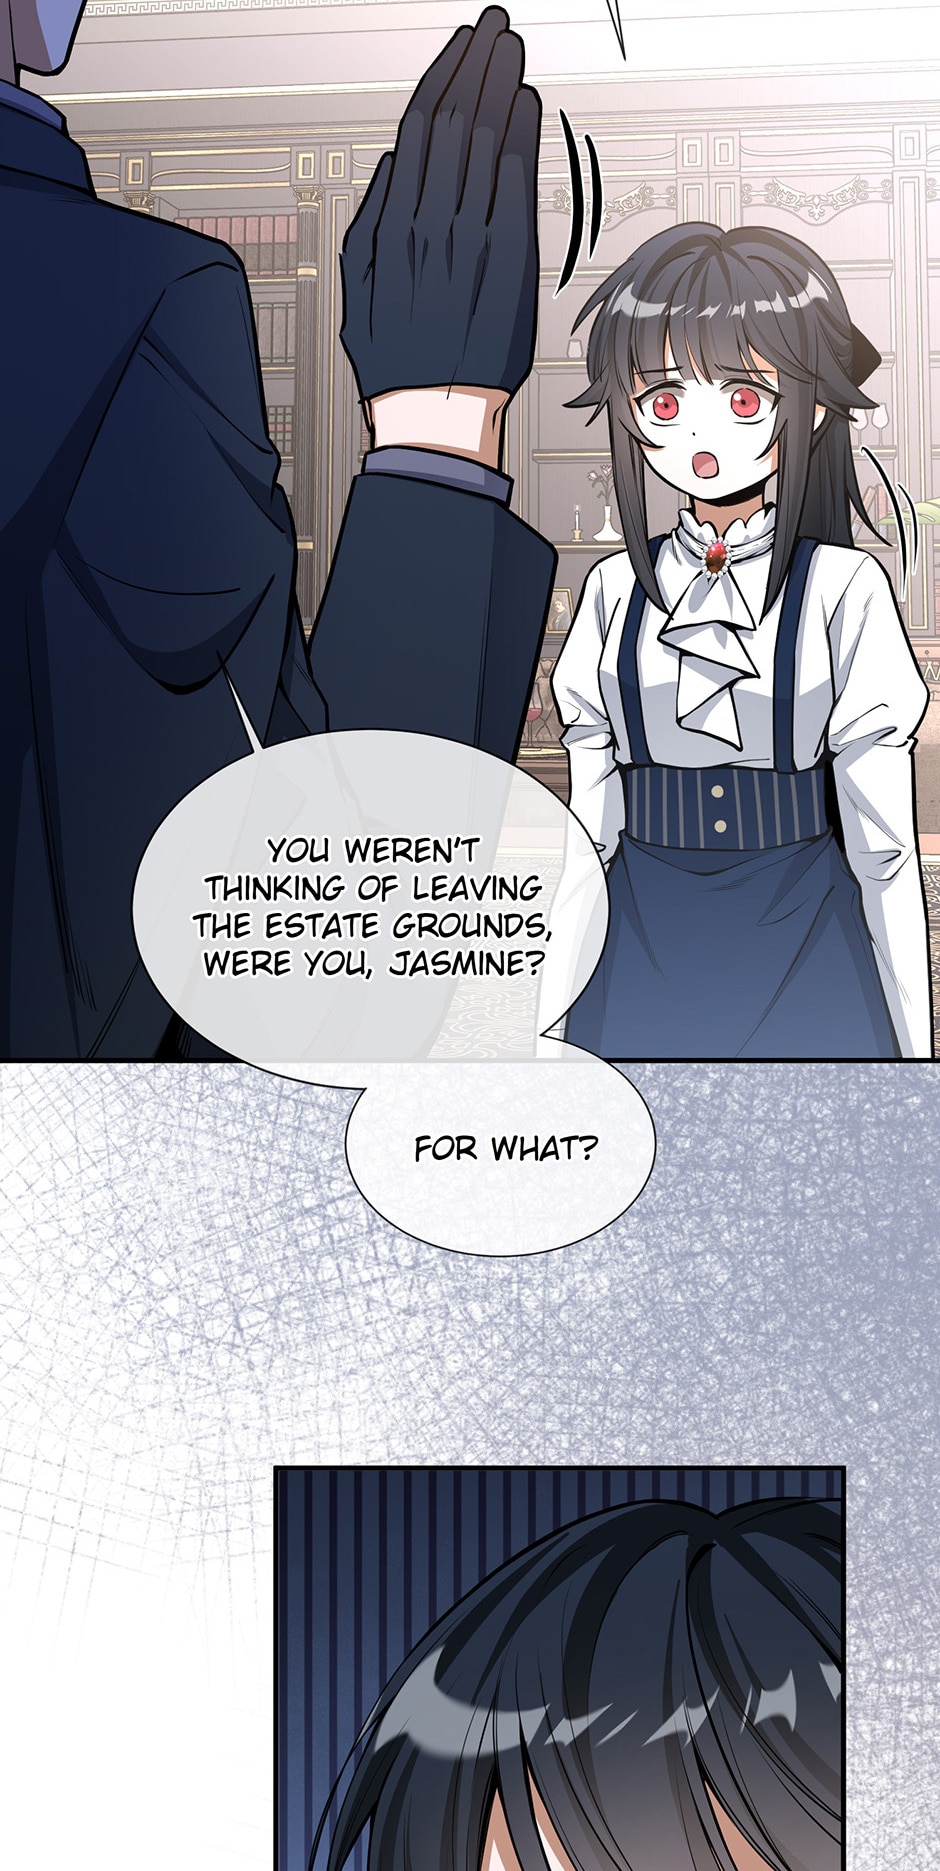 YOU WEREN'T
THINKING OF LEAVING
THE ESTATE GROUNDS,
WERE YOU, JASMINE?
FOR WHAT?